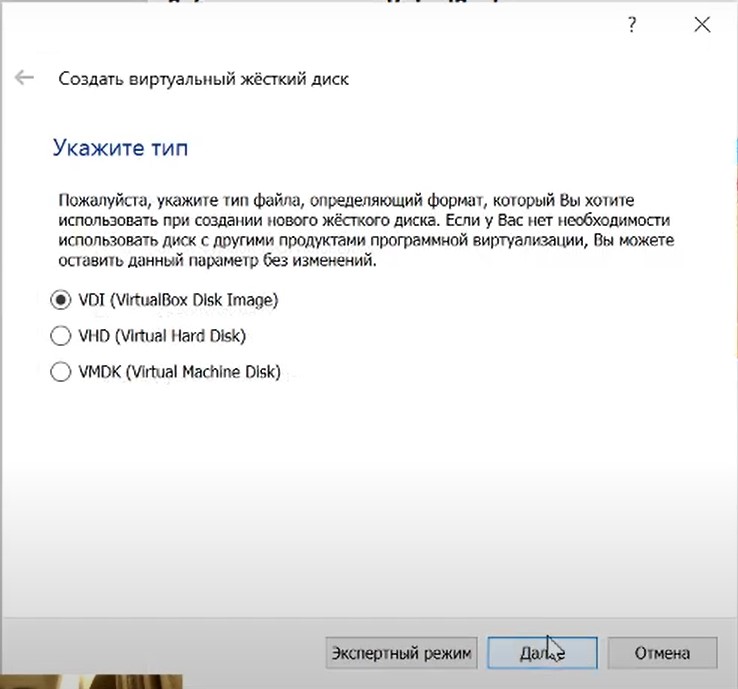 ?
Создать виртуальный жёсткий диск
Укажите тип
Пожалуйста, укажите тип файла, определяющий формат, который Вы хотите
использовать при создании нового жёсткого диска. Если у Вас нет необходимости
использовать диск с другими продуктами программной виртуализации, Вы можете
оставить данный параметр без изменений.
VDI (VirtualBox Disk Image)
VHD (Virtual Hard Disk)
VMDK (Virtual Machine Disk)
Экспертный режим Далее Отмена